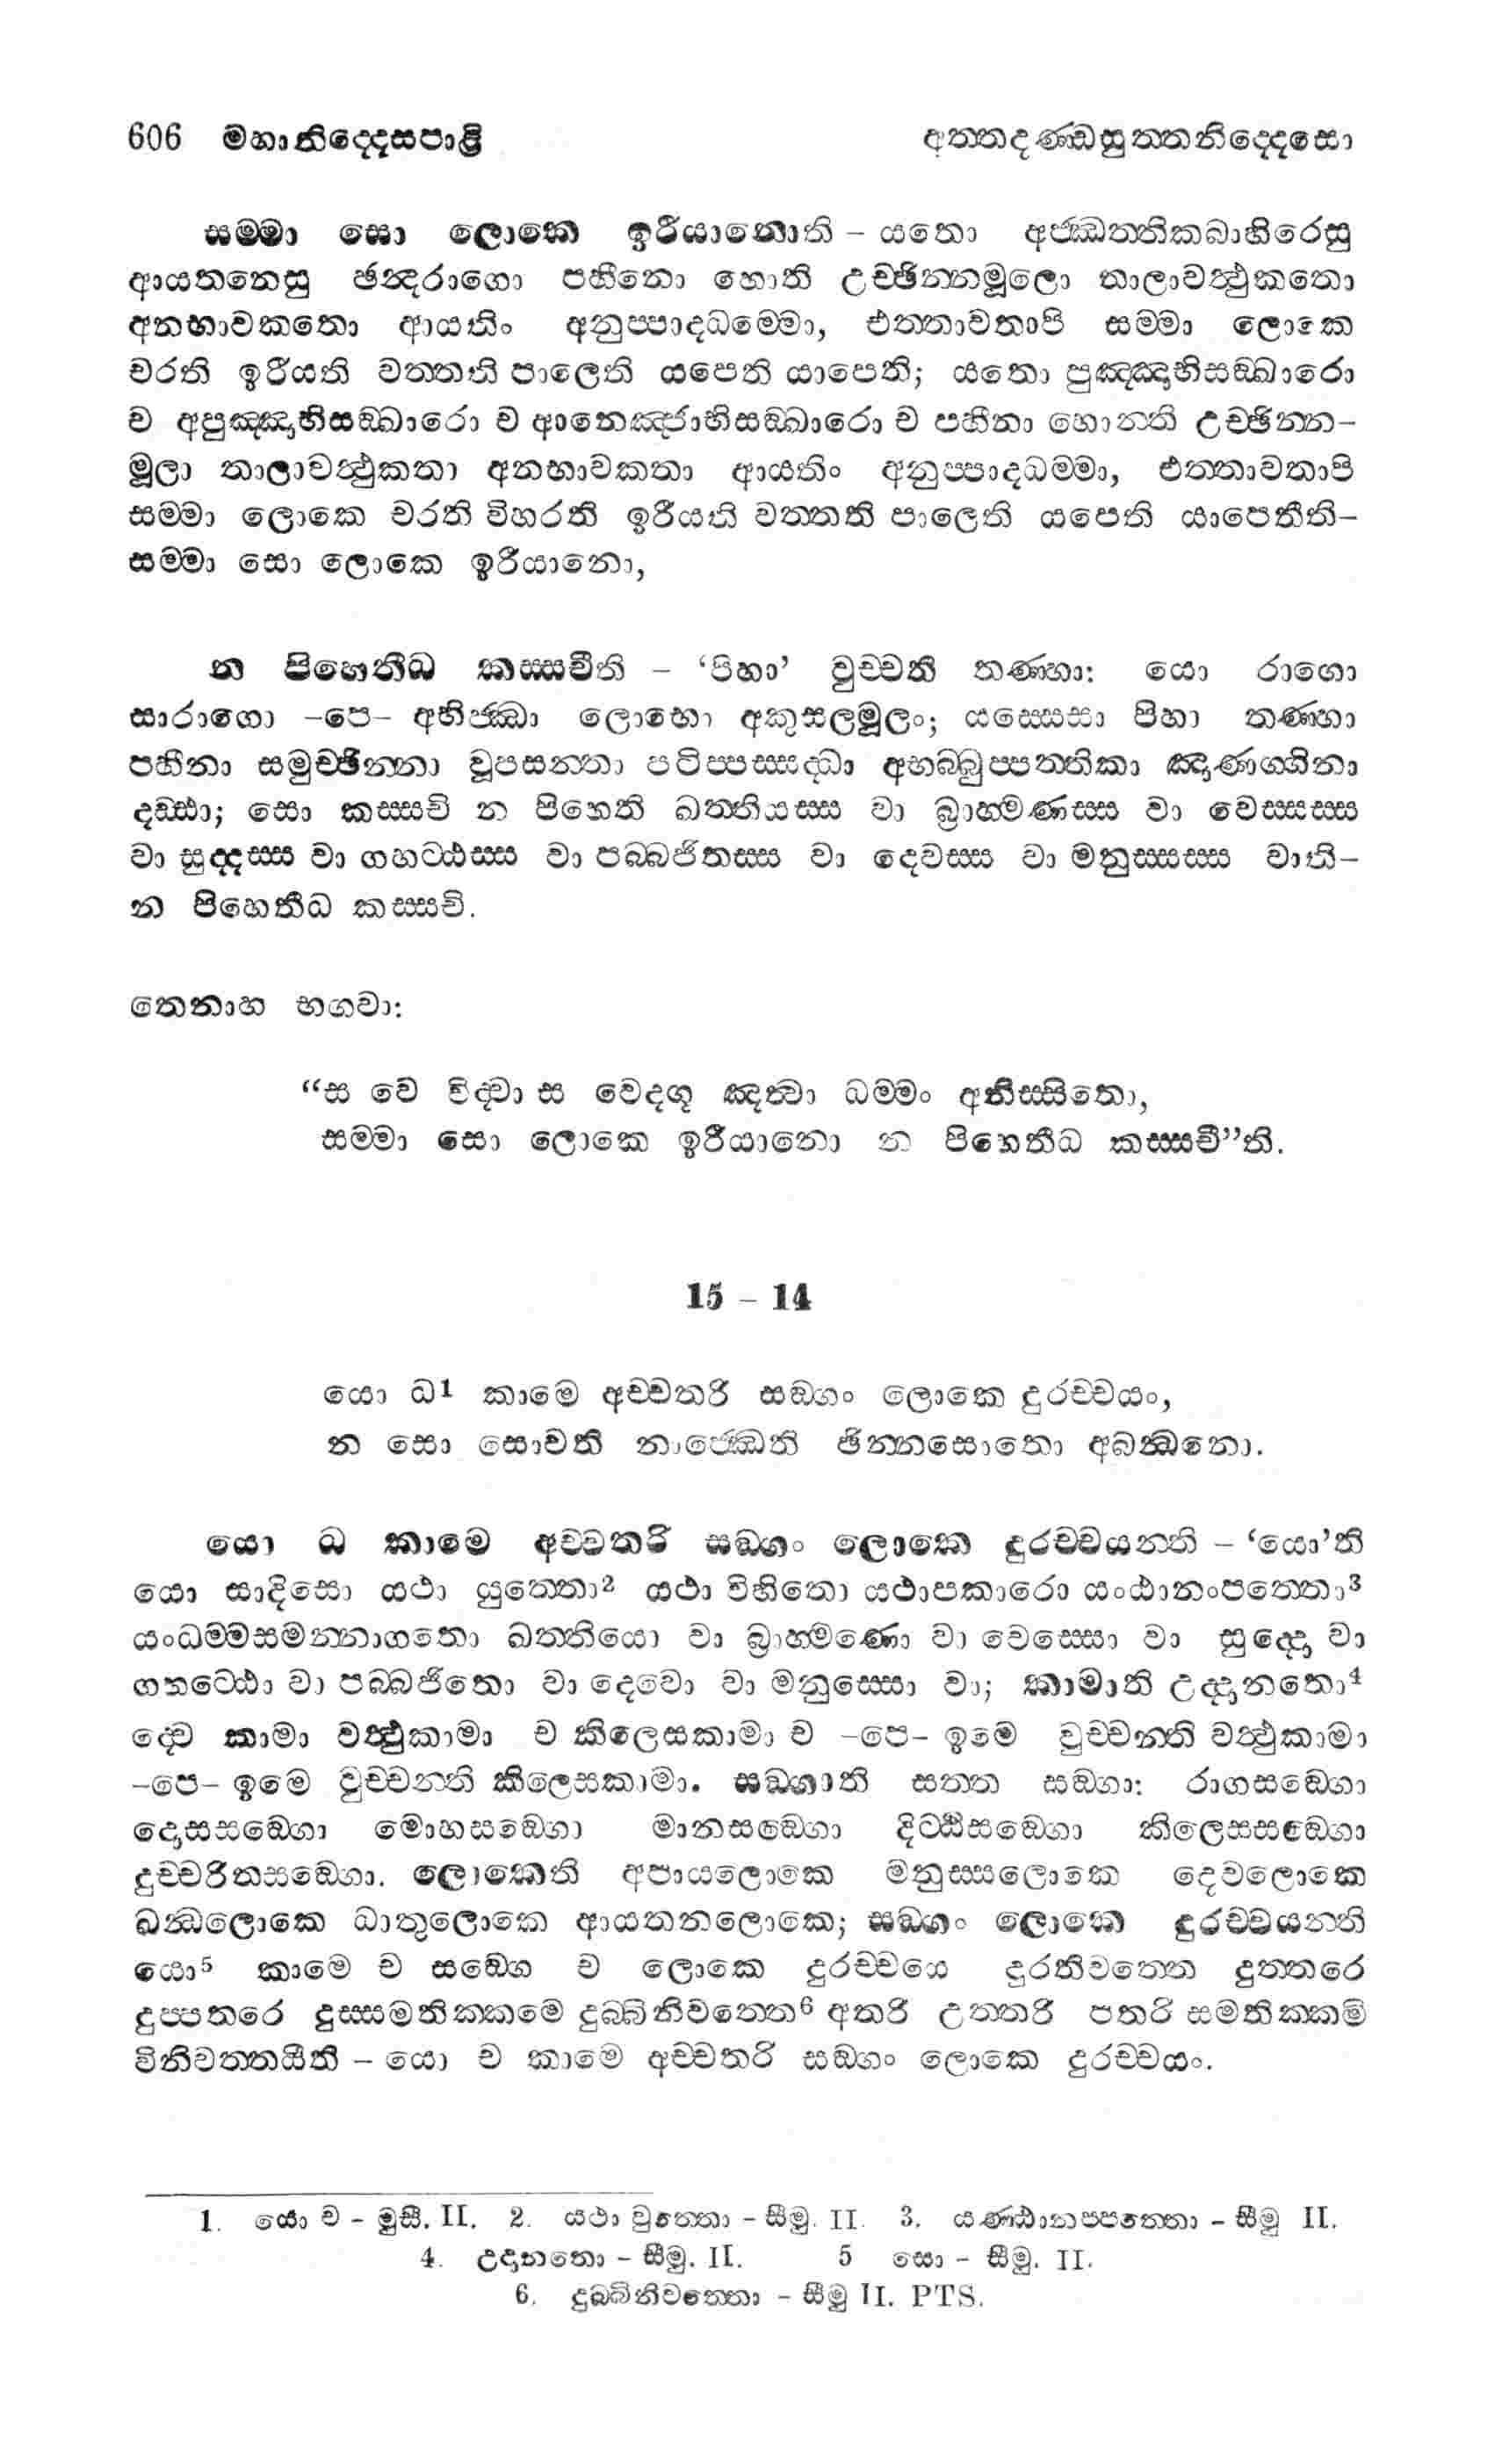 606 මහානිද්දෙසපාළි අත්තදණ්ඩසුත්තනිද්දෙසො
සම්මා සො ලොකෙ ඉරීයානොති – යතො අජ්ඣත්තිකබාහිරෙසු
ආයතනෙසු ඡන්දරාගො පහීනො හොති උච්ඡින්නමූලො තාලාවත්ථුකතො
අනභාවකතො ආයතිං අනුප්පාදධම්මො, එත්තාවතාපි සම්මා ලොකෙ
චරති ඉරීයති වත්තති පාලෙති යපෙති යාපෙති; යතො පුඤ්ඤාභිසඞ්ඛාරො
ච අපුඤ්ඤාභිසඞ්ඛාරො ච ආනෙඤ්ජාභිසඞ්ඛාරො ච පහීනා හොන්ති උච්ඡින්න–
මූලා තාලාවත්ථුකතා අනභාවකතා ආයතිං අනුප්පාදධම්මා, එත්තාවතාපි
සම්මා ලොකෙ චරති විහරති ඉරීයති වත්තති පාලෙති යපෙති යාපෙතීති–
සම්මා සො ලොකෙ ඉරීයානො,
න පිහෙතීධ කස්සචීති – ‘පිහා’ වුච්චති තණ්හා: යො රාගො
සාරාගො –පෙ– අභිජ්ඣා ලොභො අකුසලමූලං; යස්සෙසා පිහා තණ්හා
පහීනා සමුච්ඡින්නා වූපසන්තා පටිප්පස්සද්ධා අභබ්බුප්පත්තිකා ඤාණග්ගිනා
දඩ්ඪා; සො කස්සචි න පිහෙති ඛත්තියස්ස වා බ්‍රාහ්මණස්ස වා වෙස්සස්ස
වා සුද්දස්ස වා ගහට්ඨස්ස වා පබ්බජිතස්ස වා දෙවස්ස වා මනුස්සස්ස වාති–
න පිහෙතීධ කස්සචි.
තෙනාහ භගවා:
“ස වෙ විද්වා ස වෙදගූ ඤත්වා ධම්මං අනිස්සිතො,
සම්මා සො ලොකෙ ඉරීයානො න පිහෙතීධ කස්සචී”ති.
15 – 14
යො ධ¹ කාමෙ අච්චතරි සඞ්ගං ලොකෙ දුරච්චයං,
න සො සොචති නාජ්ඣෙති ඡින්නසොතො අබන්ධනො.
යො ධ කාමෙ අච්චතරි සඞ්ගං ලොකෙ දුරච්චයන්ති – ‘යො’ති
යො සාදිසො යථා යුත්තො² යථා විහිතො යථාපකාරො යංඨානංපත්තො³
යංධම්මසමන්නාගතො ඛත්තියො වා බ්‍රාහ්මණො වා වෙස්සො වා සුද්දො වා
ගහට්ඨො වා පබ්බජිතො වා දෙවො වා මනුස්සො වා; කාමාති උද්දානතො⁴
ද්වෙ කාමා වත්ථුකාමා ච කිලෙසකාමා ච –පෙ– ඉමෙ වුච්චන්ති වත්ථුකාමා
–පෙ– ඉමෙ වුච්චන්ති කිලෙසකාමා. සඞ්ගාති සත්ත සඞ්ගා: රාගසඞ්ගො
දොසසඞ්ගො මොහසඞ්ගො මානසඞ්ගො දිට්ඨිසඞ්ගො කිලෙසසඞ්ගො
දුච්චරිතසඞ්ගො. ලොකෙති අපායලොකෙ මනුස්සලොකෙ දෙවලොකෙ
ඛන්ධලොකෙ ධාතුලොකෙ ආයතනලොකෙ; සඞ්ගං ලොකෙ දුරච්චයන්ති
යො⁵ කාමෙ ච සඞ්ගෙ ච ලොකෙ දුරච්චයෙ දුරතිවත්තෙ දුත්තරෙ
දුප්පතරෙ දුස්සමතික්කමෙ දුබ්බිනිවත්තෙ⁶ අතරි උත්තරි පතරි සමතික්කමි
විනිවත්තයීති – යො ච කාමෙ අච්චතරි සඞ්ගං ලොකෙ දුරච්චයං.
1. යො ච – මුසී. II. 2. යථා වුත්තො – සීමු. II. 3. යණ්ඨානප්පත්තො – සීමු II.
4. උදානතො – සීමු. II. 5 සො – සීමු. II.
6. දුබ්බිනිවත්තො – සීමු II. PTS.